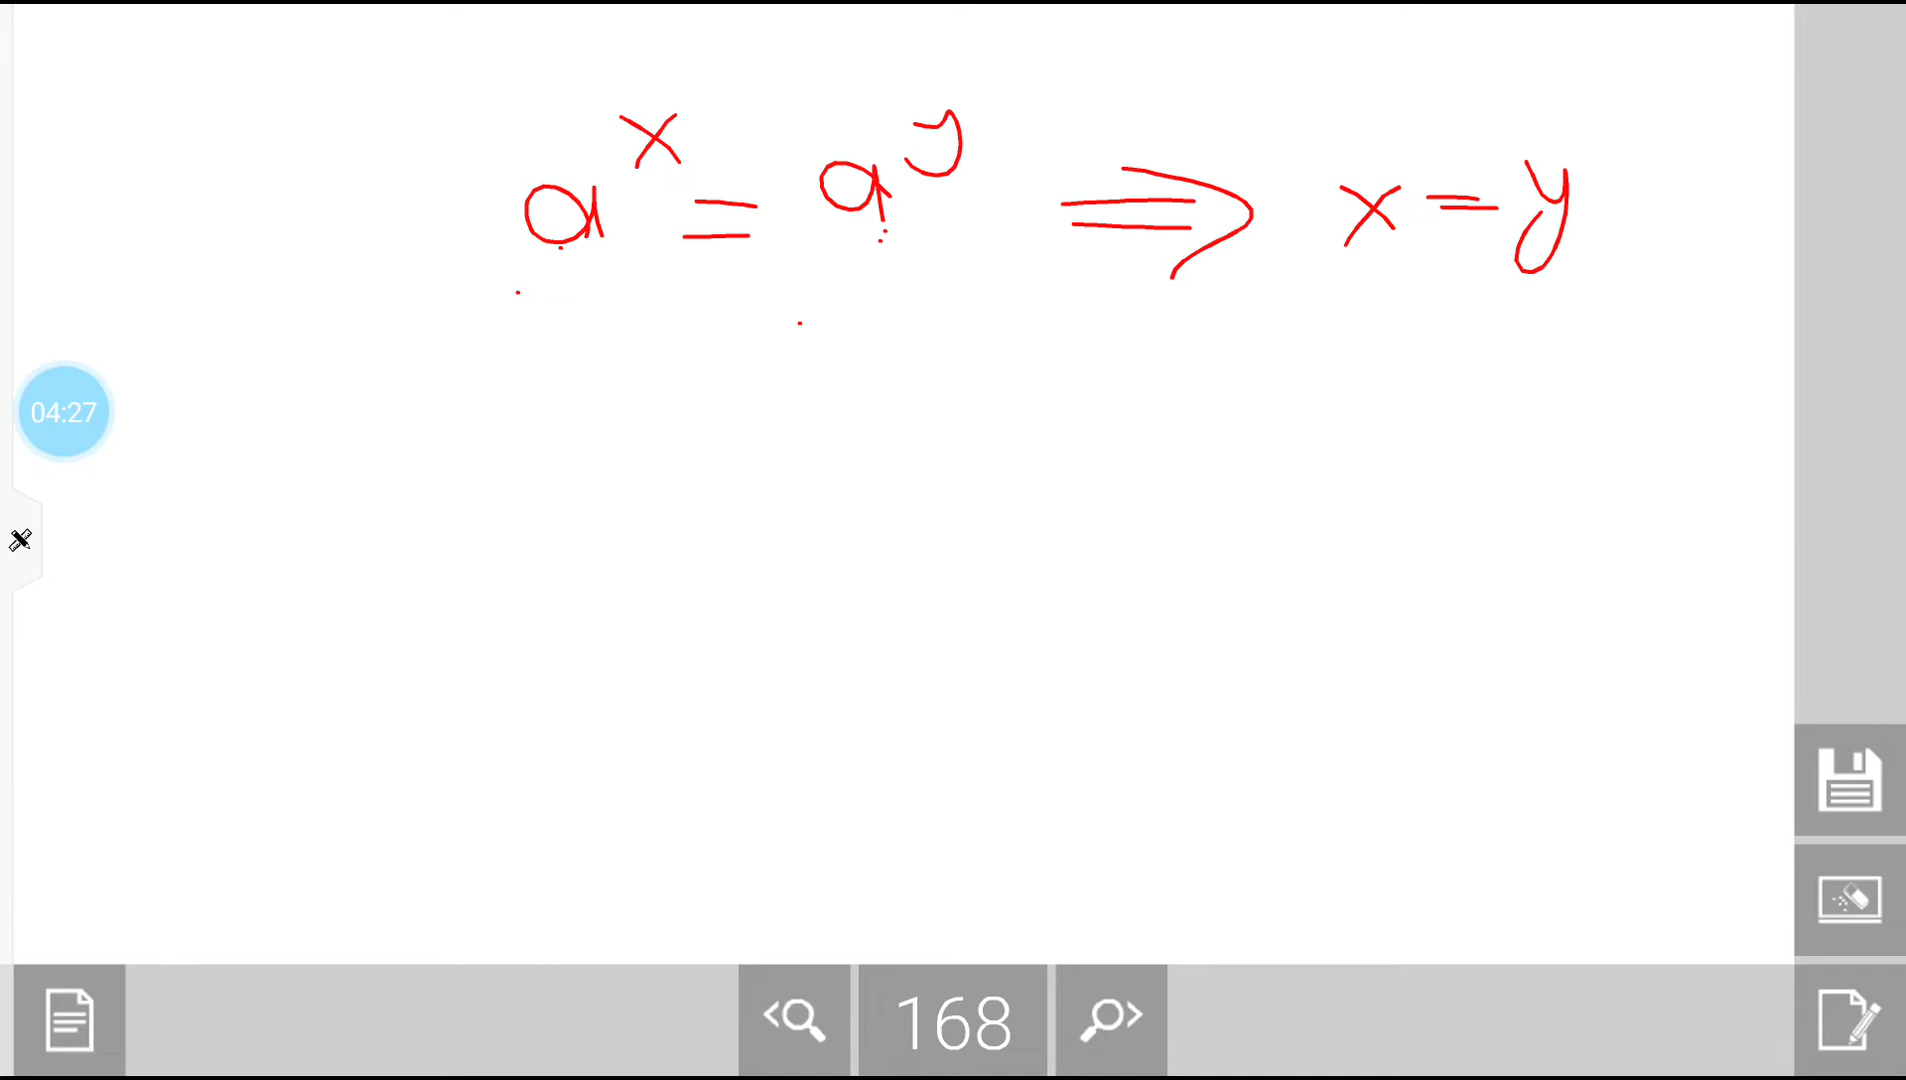 a^x = a^y ⟹ x = y
04:27
168